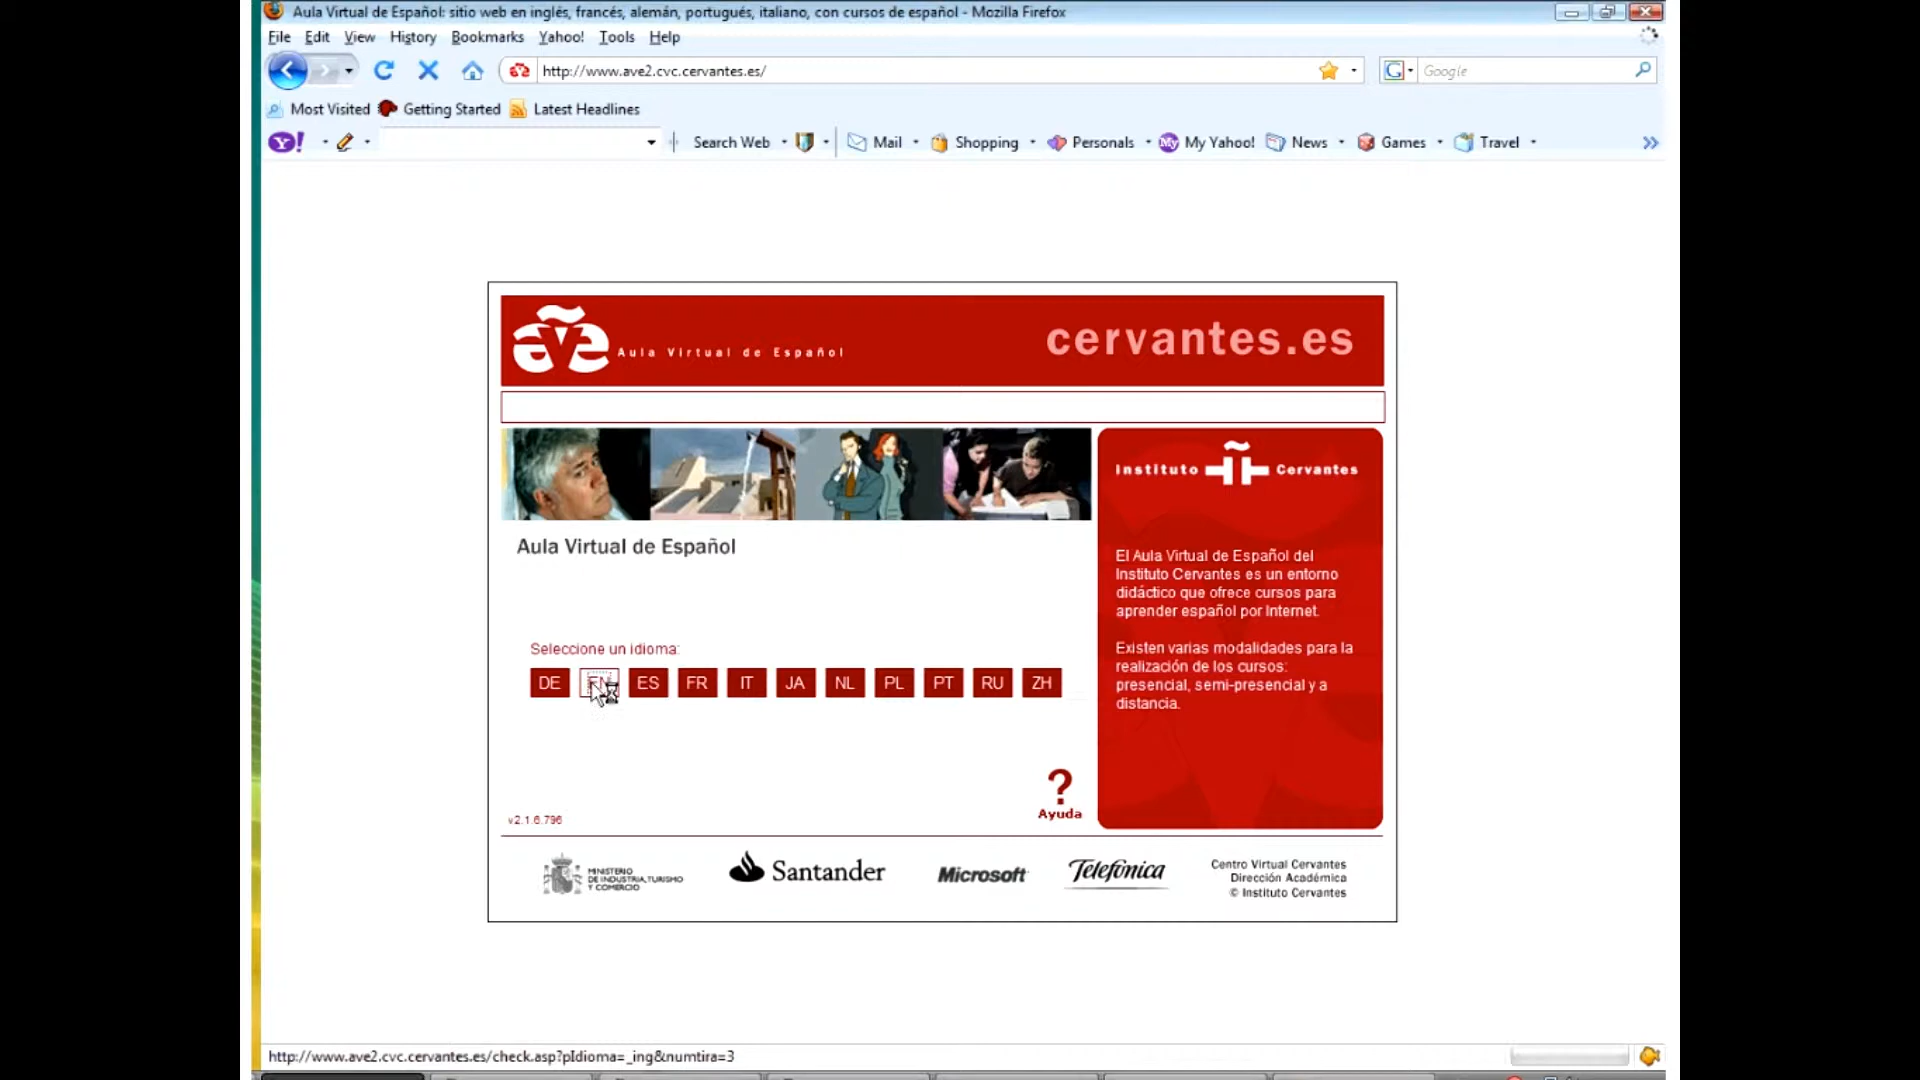 Aula Virtual de Español: sitio web en inglés, francés, alemán, portugués, italiano, con cursos de español - Mozilla Firefox
File Edit View History Bookmarks Yahoo! Tools Help
http://www.ave2.cvc.cervantes.es/
G Google
Most Visited Getting Started Latest Headlines
Y! Search Web Mail Shopping Personals My My Yahoo! News Games Travel
ave Aula Virtual de Español
cervantes.es
Aula Virtual de Español
Seleccione un idioma:
DE EN ES FR IT JA NL PL PT RU ZH
? Ayuda
v2.1.6.796
Instituto Cervantes
El Aula Virtual de Español del
Instituto Cervantes es un entorno
didáctico que ofrece cursos para
aprender español por Internet.
Existen varias modalidades para la
realización de los cursos:
presencial, semi-presencial y a
distancia.
MINISTERIO
DE INDUSTRIA, TURISMO
Y COMERCIO
Santander
Microsoft
Telefónica
Centro Virtual Cervantes
Dirección Académica
© Instituto Cervantes
http://www.ave2.cvc.cervantes.es/check.asp?pIdioma=_ing&numtira=3